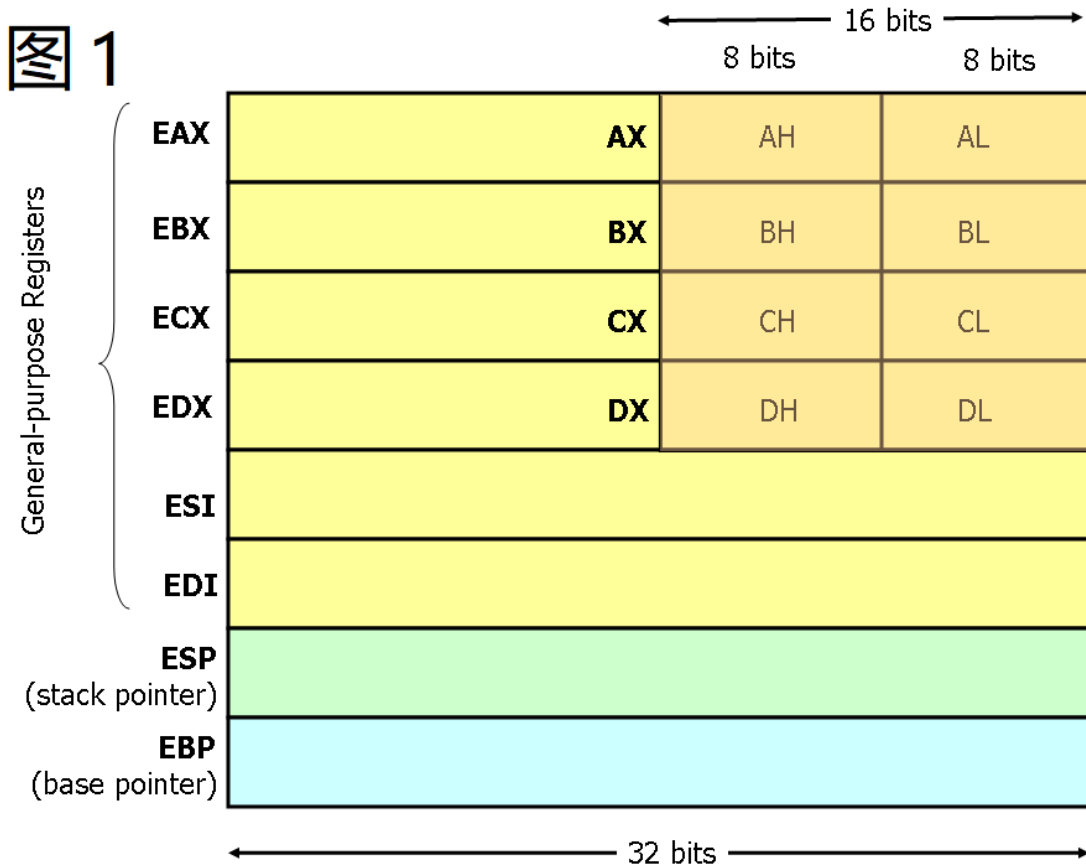 图 1
16 bits
8 bits 8 bits
General-purpose Registers
EAX AX AH AL
EBX BX BH BL
ECX CX CH CL
EDX DX DH DL
ESI
EDI
ESP
(stack pointer)
EBP
(base pointer)
32 bits